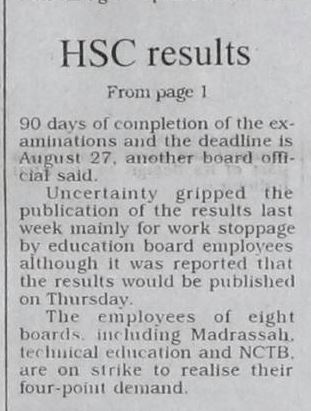 HSC results
From page 1
90 days of completion of the ex-
aminations and the deadline is
August 27, another board offi-
cial said.
Uncertainty gripped the
publication of the results last
week mainly for work stoppage
by education board employees
although it was reported that
the results would be published
on Thursday.
The employees of eight
boards, including Madrassah,
technical education and NCTB,
are on strike to realise their
four-point demand.